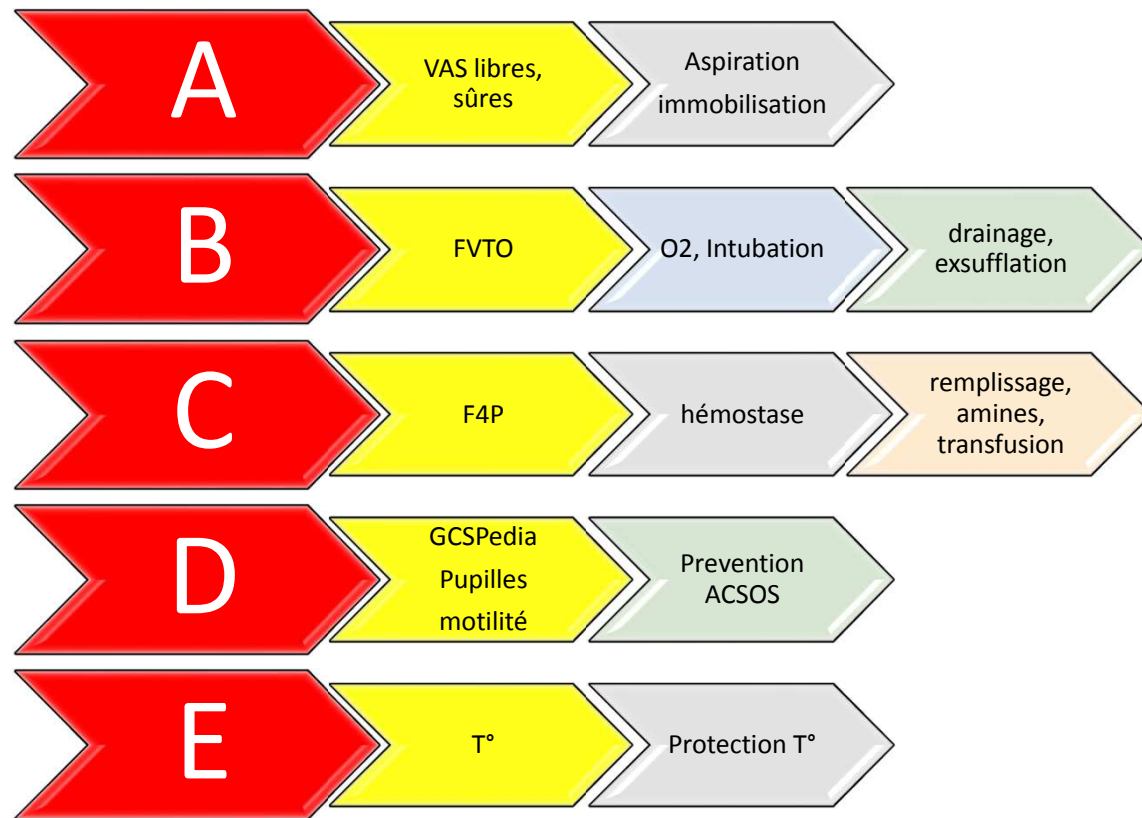 A
VAS libres,
sûres
Aspiration
immobilisation
B
FVTO
O2, Intubation
drainage,
exsufflation
C
F4P
hémostase
remplissage,
amines,
transfusion
D
GCSPedia
Pupilles
motilité
Prevention
ACSOS
E
T°
Protection T°